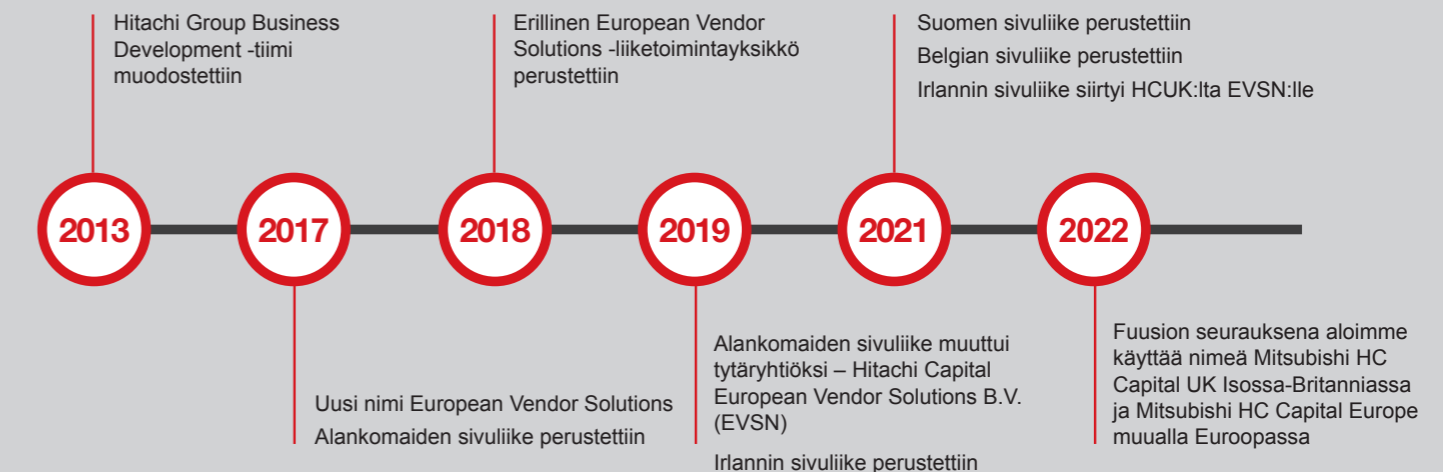 Hitachi Group Business
Development -tiimi
muodostettiin
Erillinen European Vendor
Solutions -liiketoimintayksikkö
perustettiin
Suomen sivuliike perustettiin
Belgian sivuliike perustettiin
Irlannin sivuliike siirtyi HCUK:lta EVSN:lle
2013
2017
2018
2019
2021
2022
Uusi nimi European Vendor Solutions
Alankomaiden sivuliike perustettiin
Alankomaiden sivuliike muuttui
tytäryhtiöksi – Hitachi Capital
European Vendor Solutions B.V.
(EVSN)
Irlannin sivuliike perustettiin
Fuusion seurauksena aloimme
käyttää nimeä Mitsubishi HC
Capital UK Isossa-Britanniassa
ja Mitsubishi HC Capital Europe
muualla Euroopassa